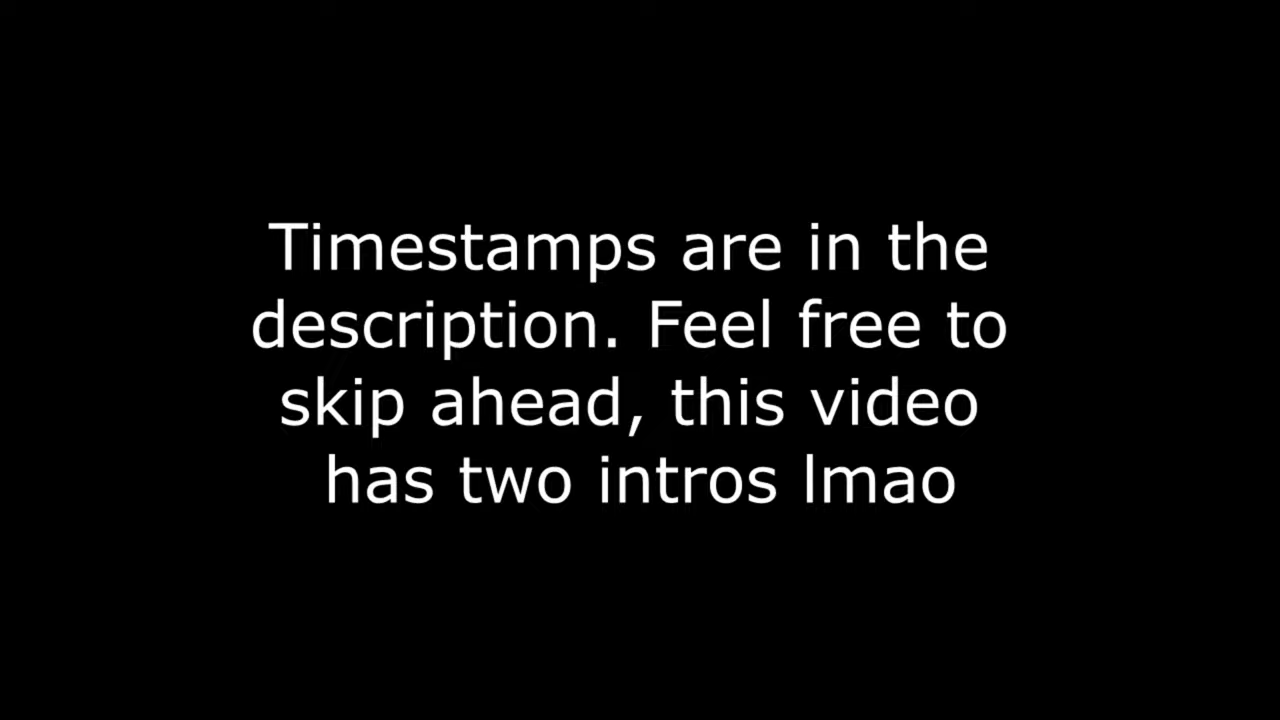 Timestamps are in the
description. Feel free to
skip ahead, this video
has two intros lmao